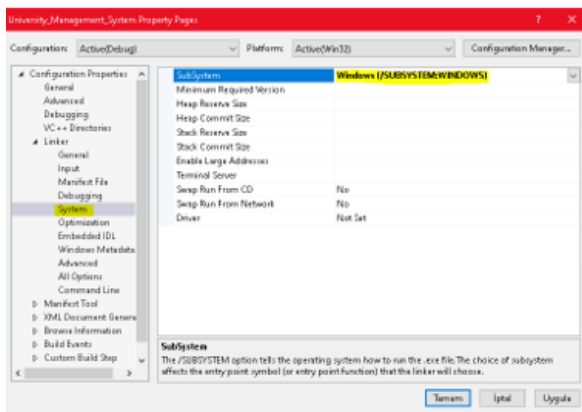 University_Management_System Property Pages
? X
Configuration: Active(Debug) Platform: Active(Win32) Configuration Manager...
Configuration Properties
General
Advanced
Debugging
VC++ Directories
Linker
General
Input
Manifest File
Debugging
System
Optimization
Embedded IDL
Windows Metadata
Advanced
All Options
Command Line
Manifest Tool
XML Document Genera
Browse Information
Build Events
Custom Build Step
SubSystem Windows (/SUBSYSTEM:WINDOWS)
Minimum Required Version
Heap Reserve Size
Heap Commit Size
Stack Reserve Size
Stack Commit Size
Enable Large Addresses
Terminal Server
Swap Run From CD No
Swap Run From Network No
Driver Not Set
SubSystem
The /SUBSYSTEM option tells the operating system how to run the .exe file.The choice of subsystem
affects the entry point symbol (or entry point function) that the linker will choose.
Tamam İptal Uygula